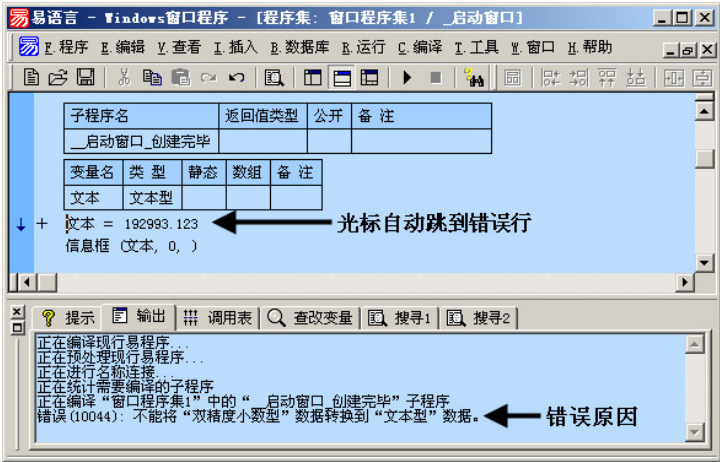 易语言 - Windows窗口程序 - [程序集: 窗口程序集1 / _启动窗口]
F.程序 E.编辑 V.查看 I.插入 B.数据库 R.运行 C.编译 T.工具 W.窗口 H.帮助
子程序名 返回值类型 公开 备 注
__启动窗口_创建完毕
变量名 类 型 静态 数组 备 注
文本 文本型
文本 = 192993.123 光标自动跳到错误行
信息框 (文本, 0, )
提示 输出 调用表 查改变量 搜寻1 搜寻2
正在编译现行易程序...
正在预处理现行易程序...
正在进行名称连接...
正在统计需要编译的子程序
正在编译“窗口程序集1”中的“__启动窗口_创建完毕”子程序
错误(10044): 不能将“双精度小数型”数据转换到“文本型”数据。 错误原因